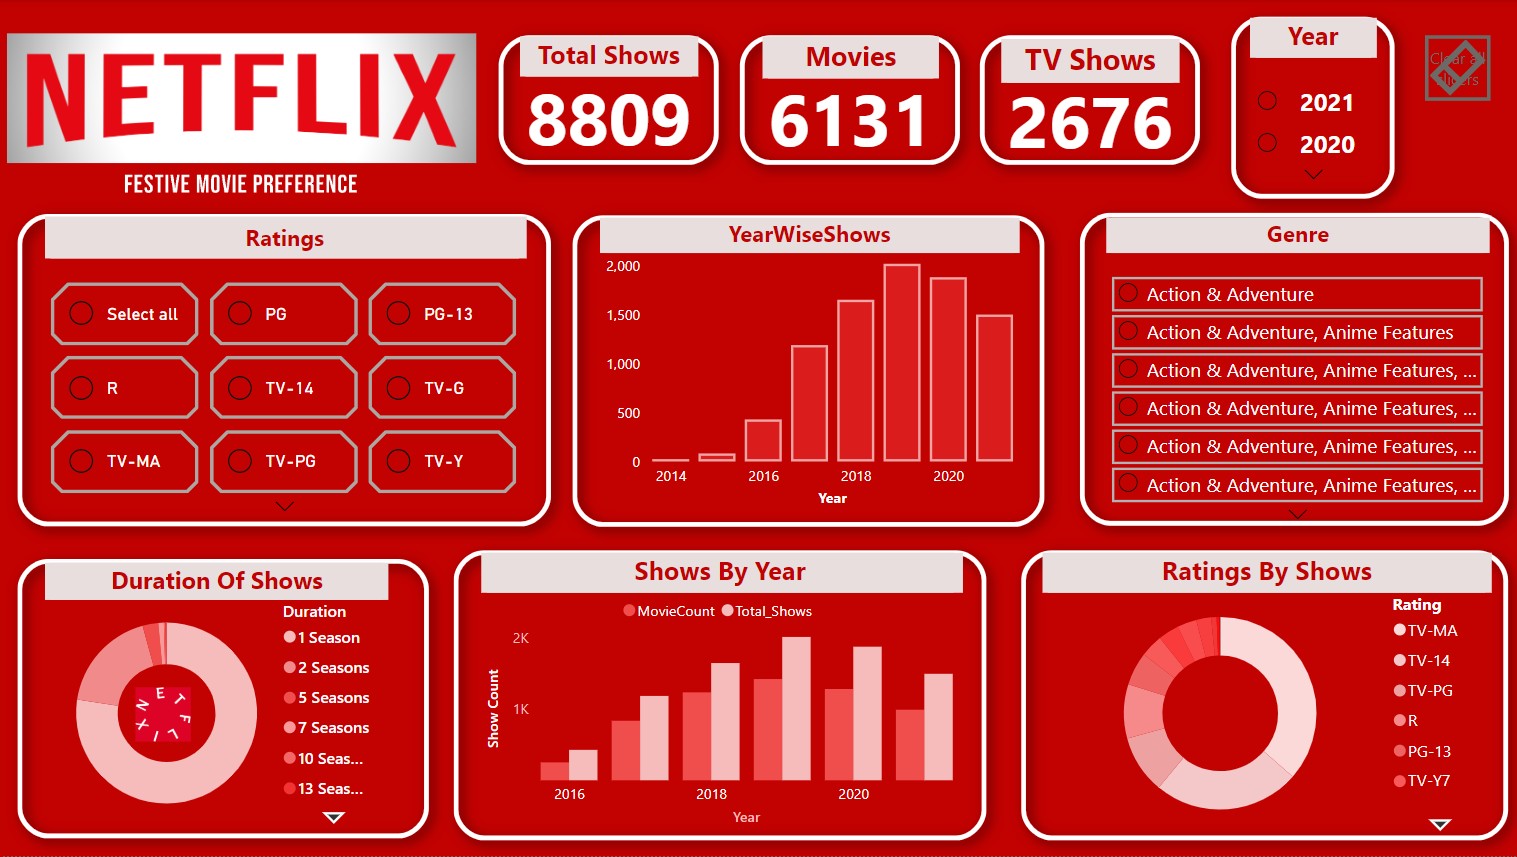 NETFLIX
FESTIVE MOVIE PREFERENCE
Total Shows
8809
Movies
6131
TV Shows
2676
Year
2021
2020
Clear all
slicers
Ratings
Select all
PG
PG-13
R
TV-14
TV-G
TV-MA
TV-PG
TV-Y
YearWiseShows
2,000
1,500
1,000
500
0
2014
2016
2018
2020
Year
Genre
Action & Adventure
Action & Adventure, Anime Features
Action & Adventure, Anime Features, ...
Action & Adventure, Anime Features, ...
Action & Adventure, Anime Features, ...
Action & Adventure, Anime Features, ...
Duration Of Shows
Duration
1 Season
2 Seasons
5 Seasons
7 Seasons
10 Seas...
13 Seas...
NETFLIX
Shows By Year
MovieCount
Total_Shows
Show Count
2K
1K
2016
2018
2020
Year
Ratings By Shows
Rating
TV-MA
TV-14
TV-PG
R
PG-13
TV-Y7